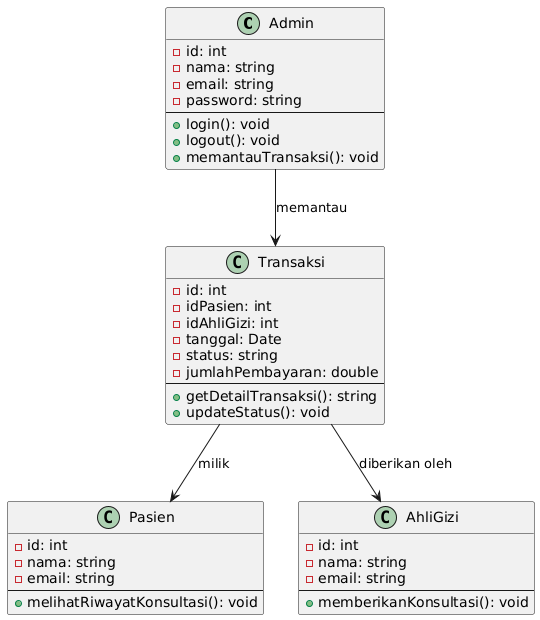 C Admin
id: int
nama: string
email: string
password: string
login(): void
logout(): void
memantauTransaksi(): void
memantau
C Transaksi
id: int
idPasien: int
idAhliGizi: int
tanggal: Date
status: string
jumlahPembayaran: double
getDetailTransaksi(): string
updateStatus(): void
milik
diberikan oleh
C Pasien
id: int
nama: string
email: string
melihatRiwayatKonsultasi(): void
C AhliGizi
id: int
nama: string
email: string
memberikanKonsultasi(): void